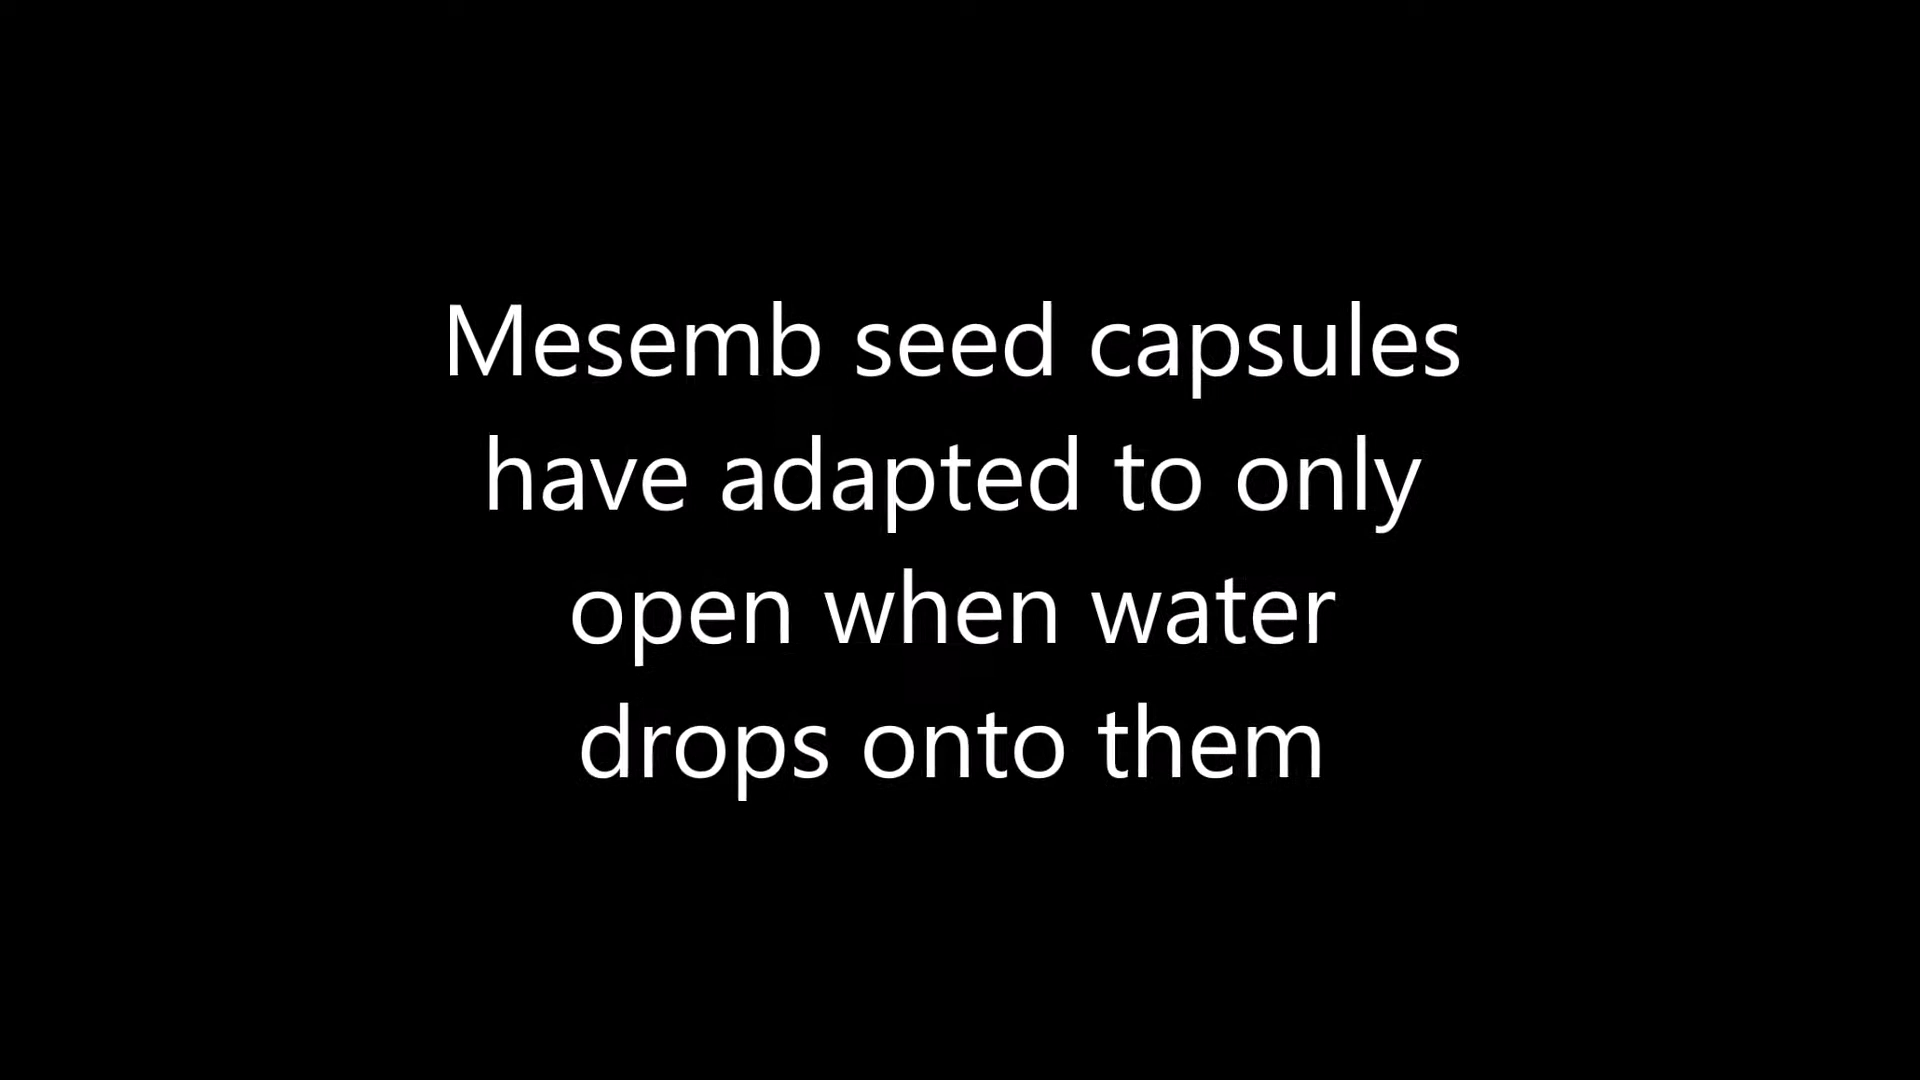 Mesemb seed capsules
have adapted to only
open when water
drops onto them